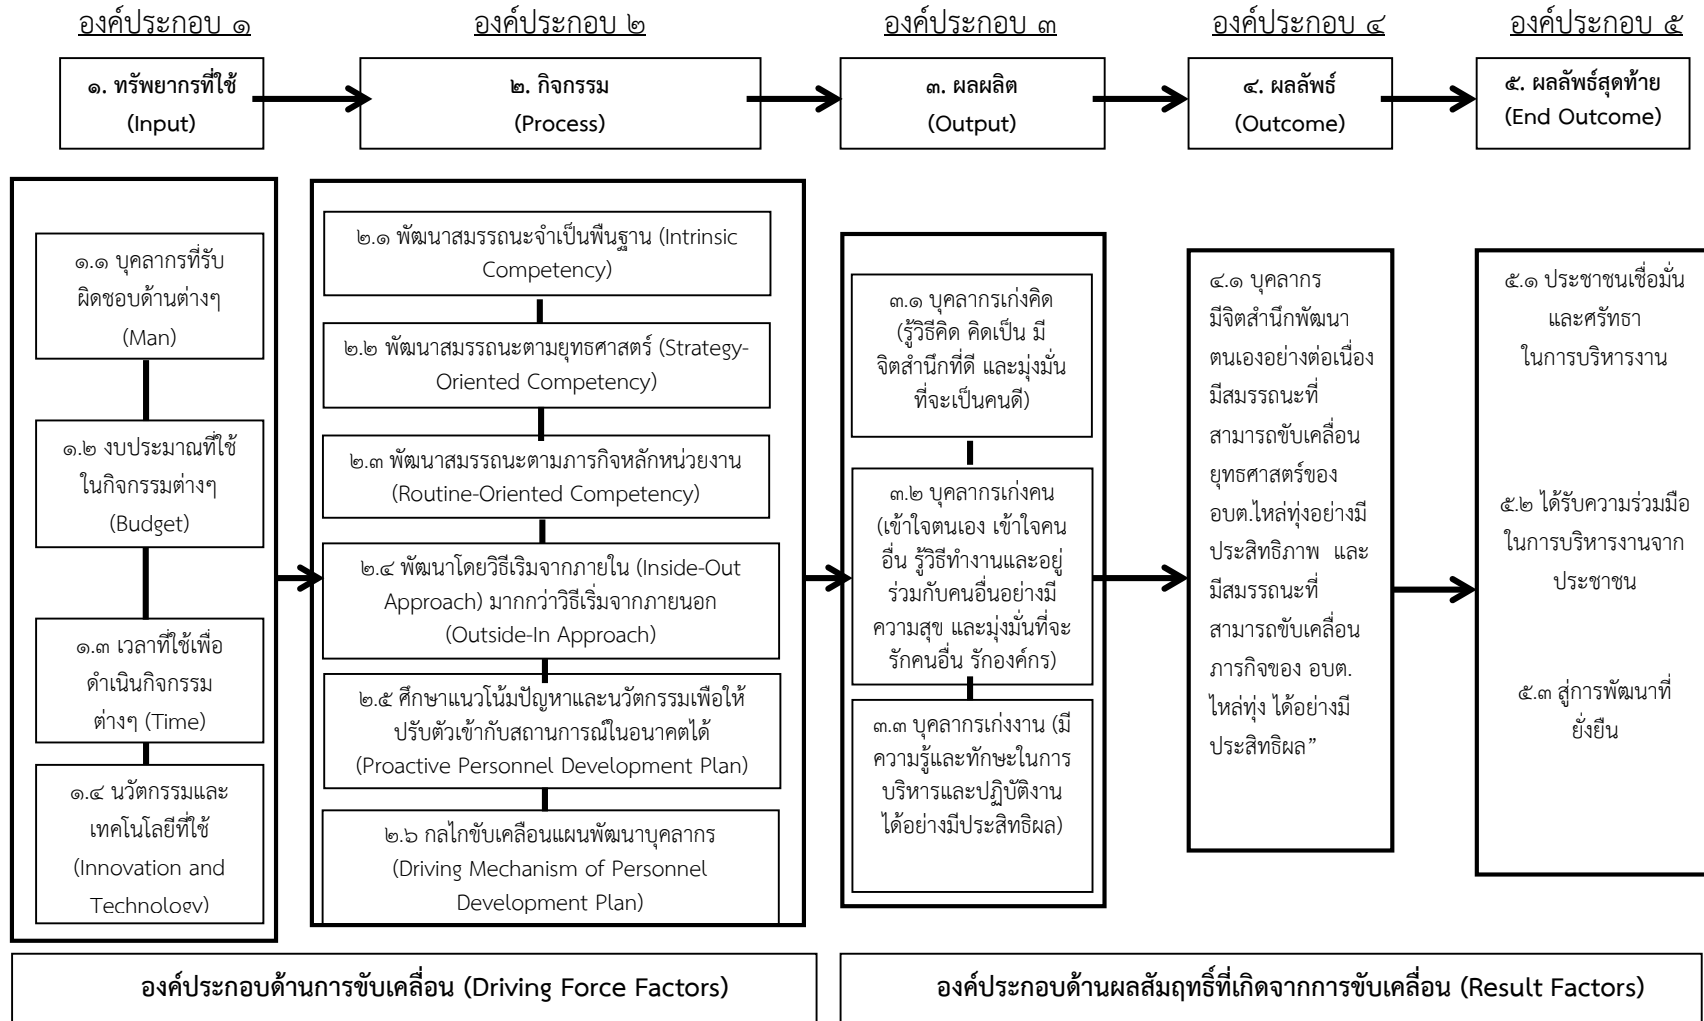 องค์ประกอบ ๑
องค์ประกอบ ๒
องค์ประกอบ ๓
องค์ประกอบ ๔
องค์ประกอบ ๕
๑. ทรัพยากรที่ใช้
(Input)
๒. กิจกรรม
(Process)
๓. ผลผลิต
(Output)
๔. ผลลัพธ์
(Outcome)
๕. ผลลัพธ์สุดท้าย
(End Outcome)
๑.๑ บุคลากรที่รับ
ผิดชอบด้านต่างๆ
(Man)
๑.๒ งบประมาณที่ใช้
ในกิจกรรมต่างๆ
(Budget)
๑.๓ เวลาที่ใช้เพื่อ
ดำเนินกิจกรรม
ต่างๆ (Time)
๑.๔ นวัตกรรมและ
เทคโนโลยีที่ใช้
(Innovation and
Technology)
๒.๑ พัฒนาสมรรถนะจำเป็นพื้นฐาน (Intrinsic
Competency)
๒.๒ พัฒนาสมรรถนะตามยุทธศาสตร์ (Strategy-
Oriented Competency)
๒.๓ พัฒนาสมรรถนะตามภารกิจหลักหน่วยงาน
(Routine-Oriented Competency)
๒.๔ พัฒนาโดยวิธีเริ่มจากภายใน (Inside-Out
Approach) มากกว่าวิธีเริ่มจากภายนอก
(Outside-In Approach)
๒.๕ ศึกษาแนวโน้มปัญหาและนวัตกรรมเพื่อให้
ปรับตัวเข้ากับสถานการณ์ในอนาคตได้
(Proactive Personnel Development Plan)
๒.๖ กลไกขับเคลื่อนแผนพัฒนาบุคลากร
(Driving Mechanism of Personnel
Development Plan)
๓.๑ บุคลากรเก่งคิด
(รู้วิธีคิด คิดเป็น มี
จิตสำนึกที่ดี และมุ่งมั่น
ที่จะเป็นคนดี)
๓.๒ บุคลากรเก่งคน
(เข้าใจตนเอง เข้าใจคน
อื่น รู้วิธีทำงานและอยู่
ร่วมกับคนอื่นอย่างมี
ความสุข และมุ่งมั่นที่จะ
รักคนอื่น รักองค์กร)
๓.๓ บุคลากรเก่งงาน (มี
ความรู้และทักษะในการ
บริหารและปฏิบัติงาน
ได้อย่างมีประสิทธิผล)
๔.๑ บุคลากร
มีจิตสำนึกพัฒนา
ตนเองอย่างต่อเนื่อง
มีสมรรถนะที่
สามารถขับเคลื่อน
ยุทธศาสตร์ของ
อบต.ไหล่ทุ่งอย่างมี
ประสิทธิภาพ และ
มีสมรรถนะที่
สามารถขับเคลื่อน
ภารกิจของ อบต.
ไหล่ทุ่ง ได้อย่างมี
ประสิทธิผล”
๕.๑ ประชาชนเชื่อมั่น
และศรัทธา
ในการบริหารงาน
๕.๒ ได้รับความร่วมมือ
ในการบริหารงานจาก
ประชาชน
๕.๓ สู่การพัฒนาที่
ยั่งยืน
องค์ประกอบด้านการขับเคลื่อน (Driving Force Factors)
องค์ประกอบด้านผลสัมฤทธิ์ที่เกิดจากการขับเคลื่อน (Result Factors)